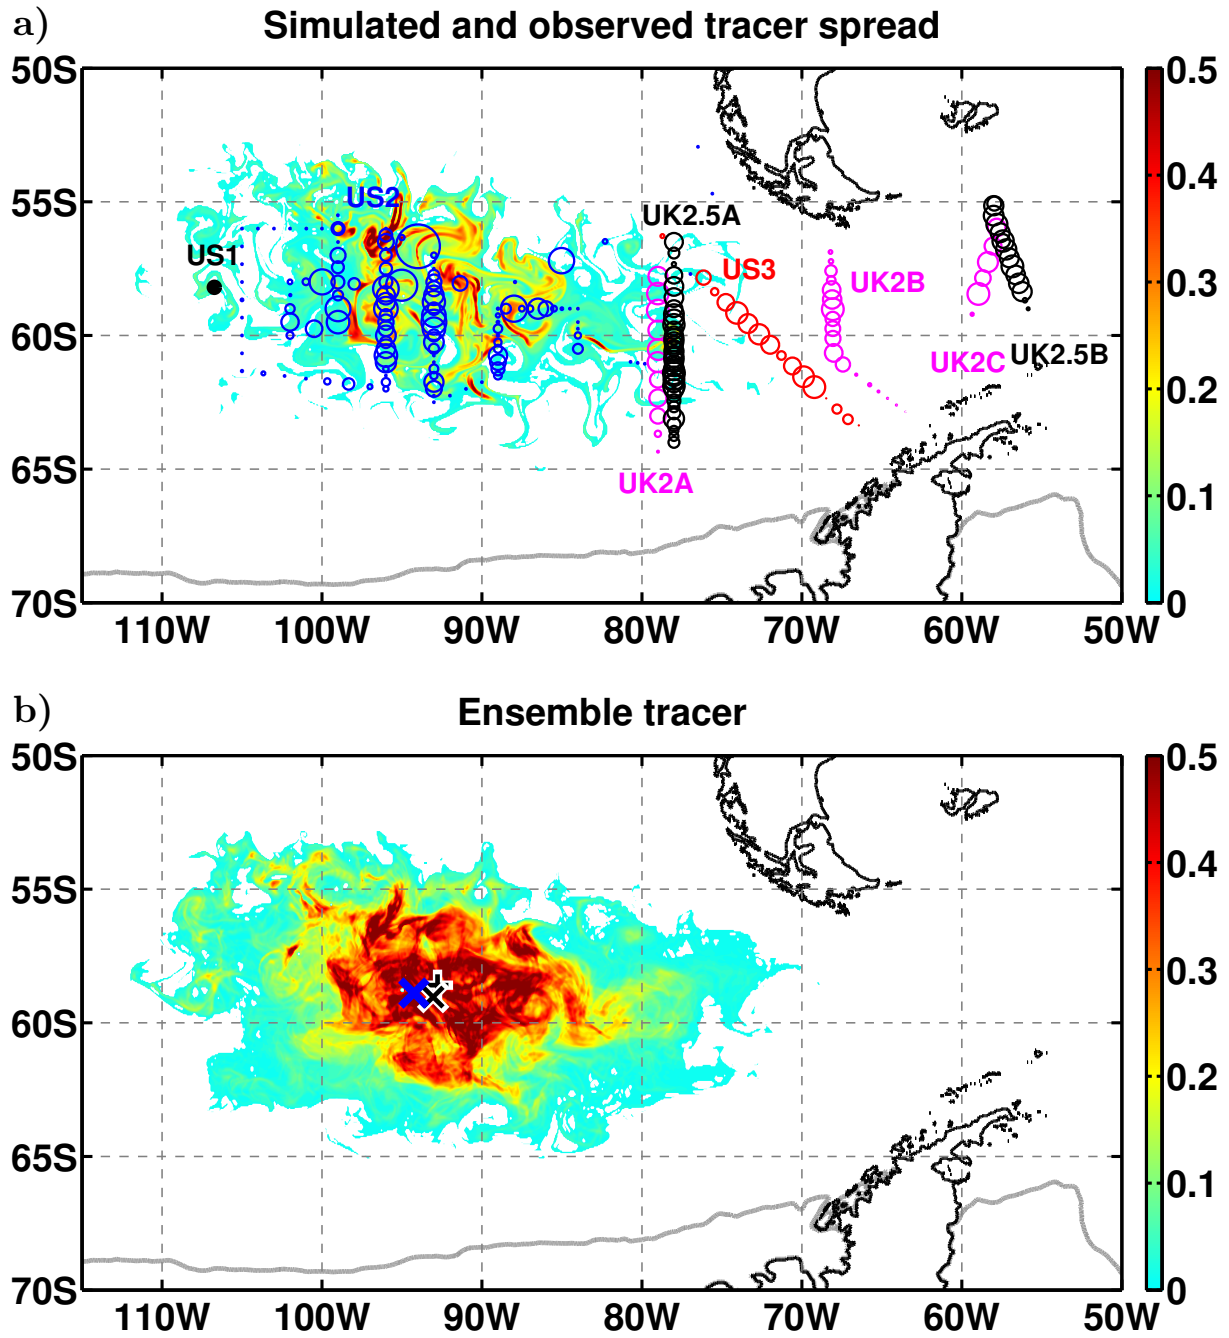 a)
Simulated and observed tracer spread
50S
55S
60S
65S
70S
110W
100W
90W
80W
70W
60W
50W
0.5
0.4
0.3
0.2
0.1
0
US1
US2
UK2.5A
US3
UK2A
UK2B
UK2C
UK2.5B
b)
Ensemble tracer
50S
55S
60S
65S
70S
110W
100W
90W
80W
70W
60W
50W
0.5
0.4
0.3
0.2
0.1
0